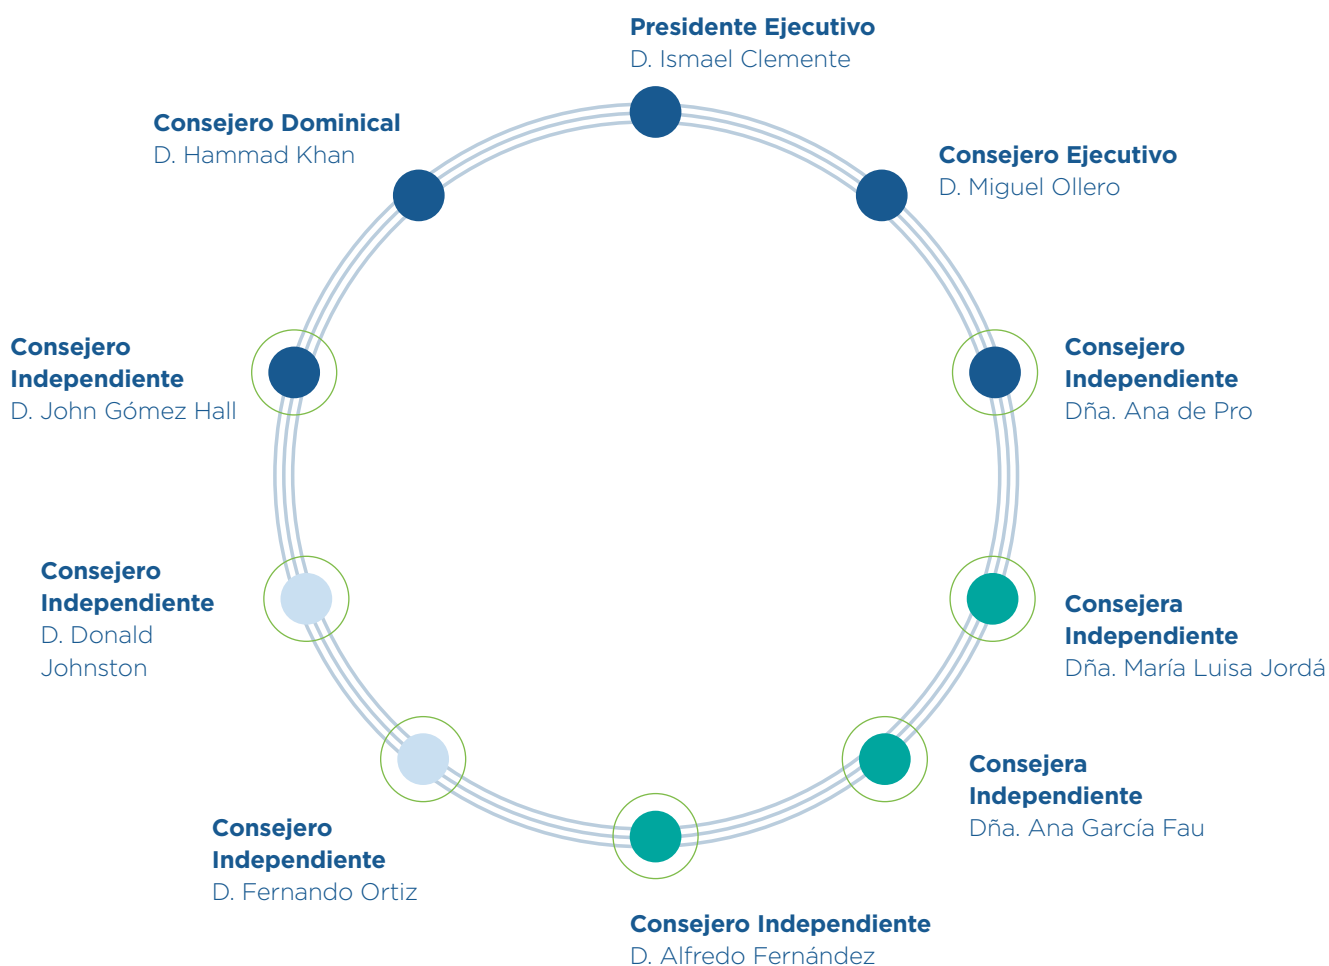 Presidente Ejecutivo
D. Ismael Clemente
Consejero Dominical
D. Hammad Khan
Consejero Ejecutivo
D. Miguel Ollero
Consejero
Independiente
D. John Gómez Hall
Consejero
Independiente
Dña. Ana de Pro
Consejero
Independiente
D. Donald
Johnston
Consejera
Independiente
Dña. María Luisa Jordá
Consejera
Independiente
Dña. Ana García Fau
Consejero
Independiente
D. Fernando Ortiz
Consejero Independiente
D. Alfredo Fernández